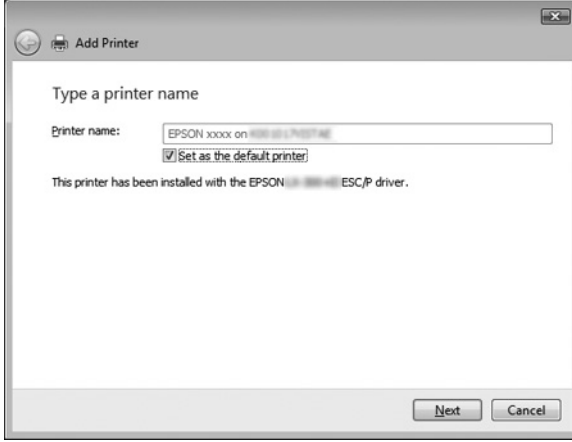 Add Printer
Type a printer name
Printer name:
EPSON xxxx on
Set as the default printer
This printer has been installed with the EPSON ESC/P driver.
Next
Cancel